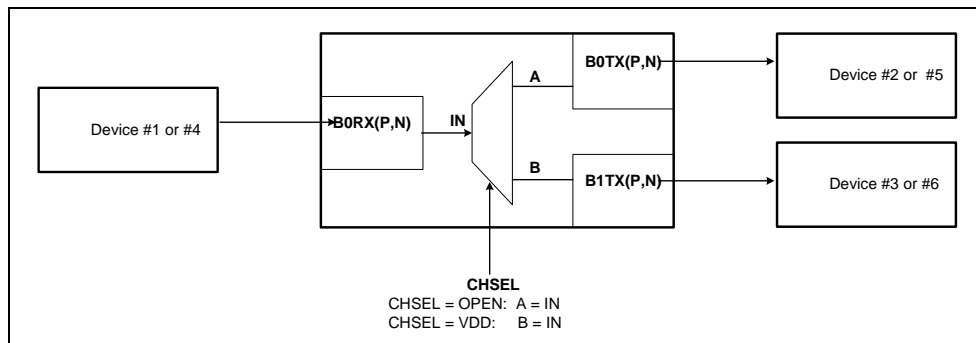 B0TX(P,N)
Device #2 or #5
A
Device #1 or #4
B0RX(P,N)
IN
B
B1TX(P,N)
Device #3 or #6
CHSEL
CHSEL = OPEN: A = IN
CHSEL = VDD: B = IN